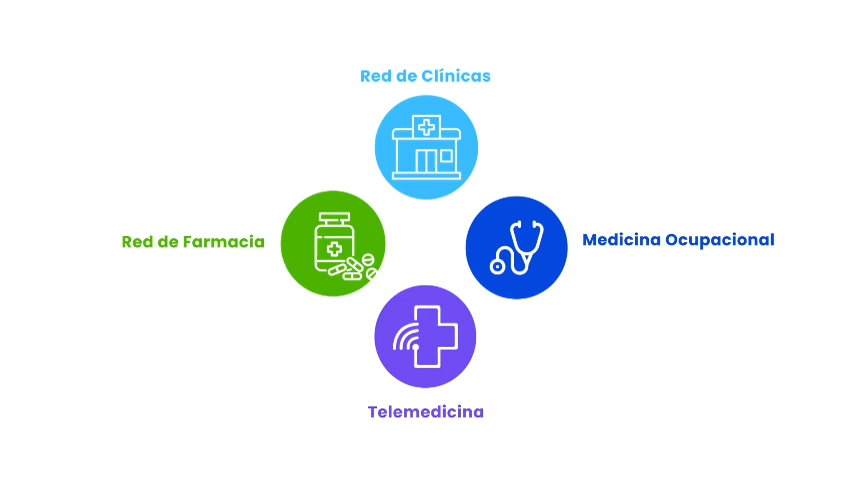 Red de Clínicas
Red de Farmacia
Medicina Ocupacional
Telemedicina